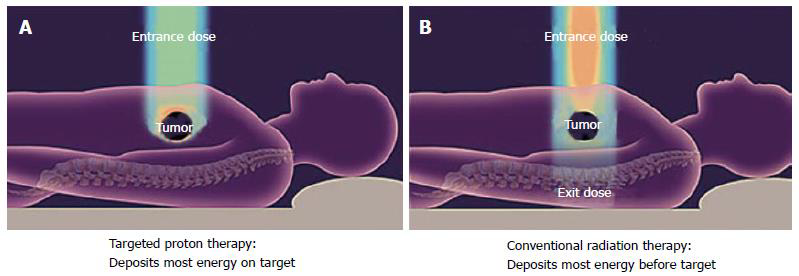 A
Entrance dose
Tumor
Targeted proton therapy:
Deposits most energy on target
B
Entrance dose
Tumor
Exit dose
Conventional radiation therapy:
Deposits most energy before target